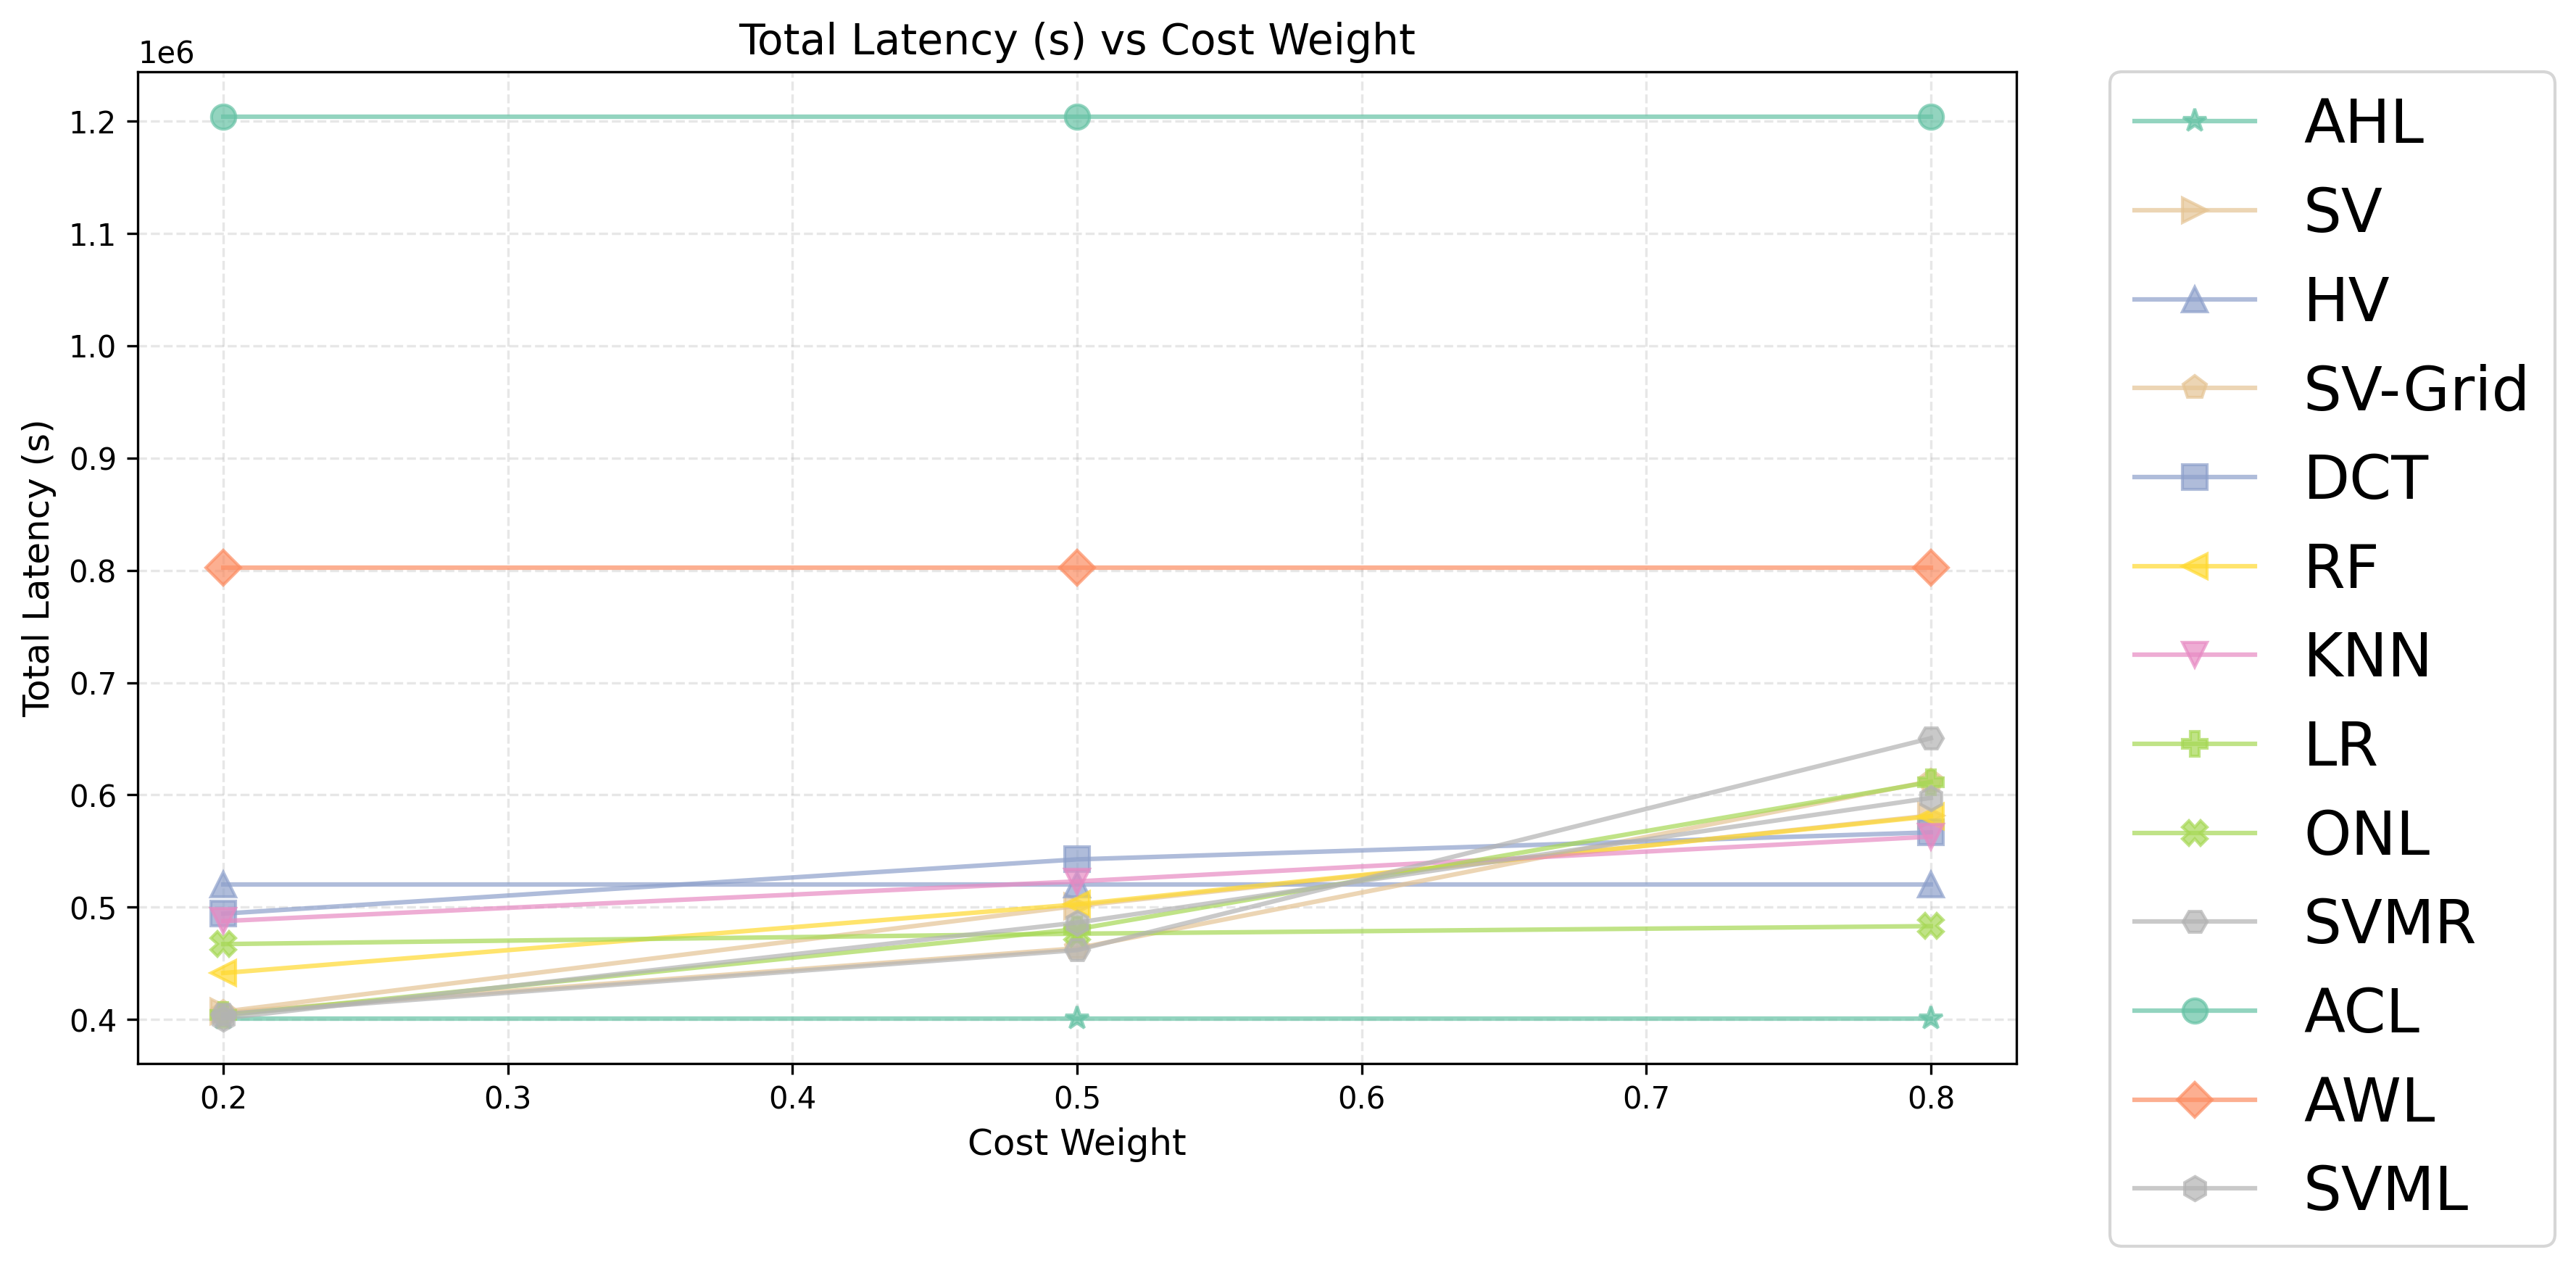 Total Latency (s) vs Cost Weight
1e6
1.2
1.1
1.0
0.9
0.8
0.7
0.6
0.5
0.4
Total Latency (s)
0.2 0.3 0.4 0.5 0.6 0.7 0.8
Cost Weight
AHL
SV
HV
SV-Grid
DCT
RF
KNN
LR
ONL
SVMR
ACL
AWL
SVML